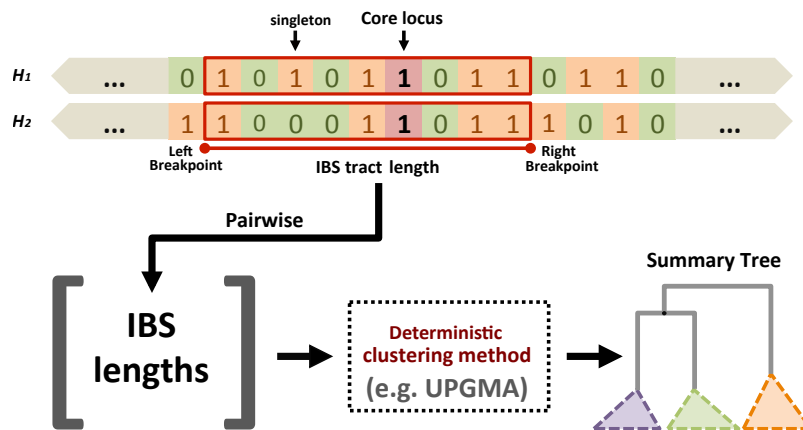 singleton
Core locus
H1 ... 0 1 0 1 0 1 1 0 1 1 0 1 1 0 ...
H2 ... 1 1 0 0 0 1 1 0 1 1 1 0 1 0 ...
Left
Breakpoint
IBS tract length
Right
Breakpoint
Pairwise
Summary Tree
[ IBS
lengths ]
Deterministic
clustering method
(e.g. UPGMA)